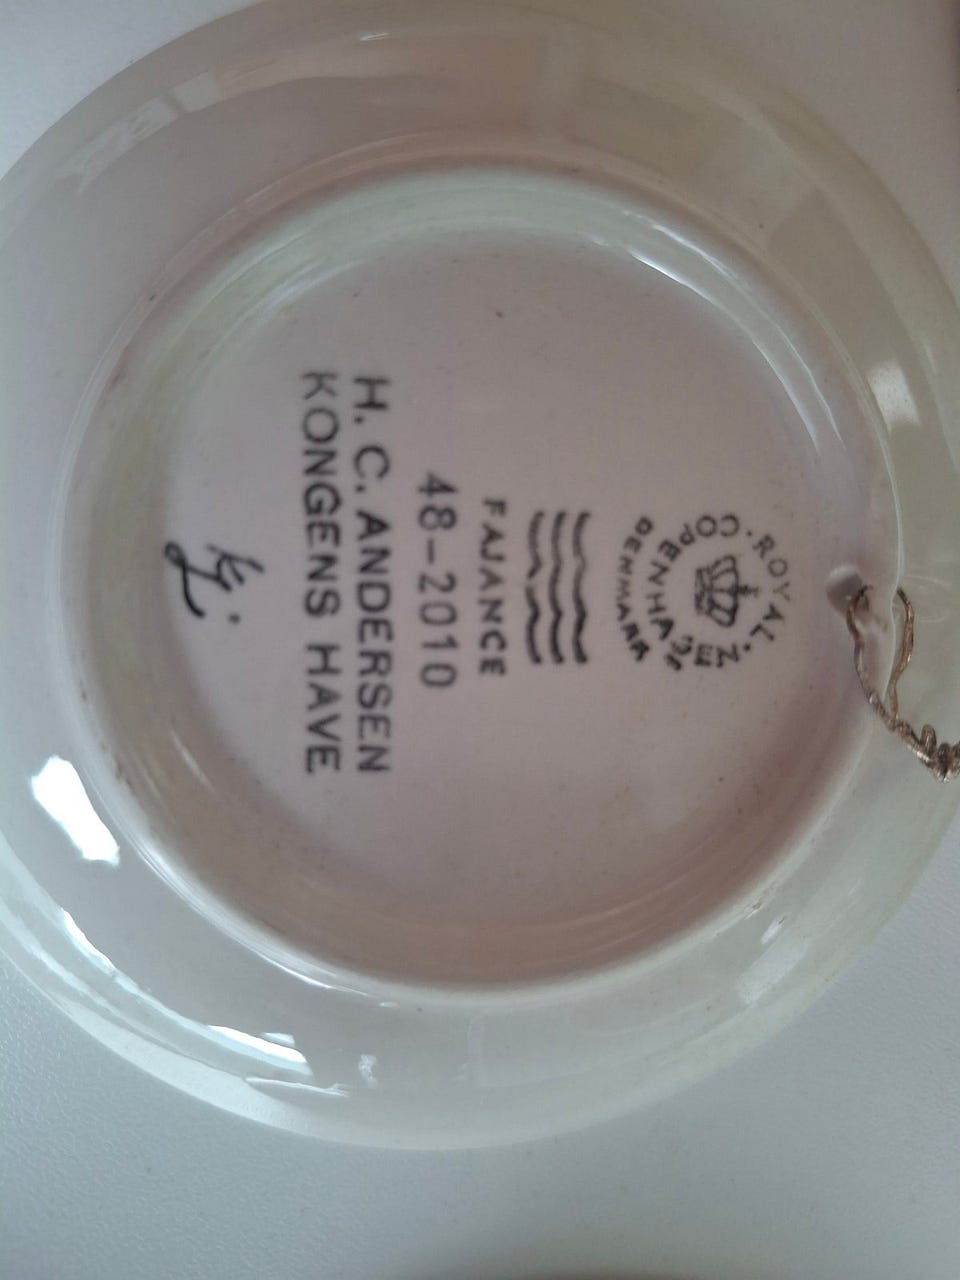 · ROYAL ·
COPENHAGEN
DENMARK
FAJANCE
48-2010
H. C. ANDERSEN
KONGENS HAVE